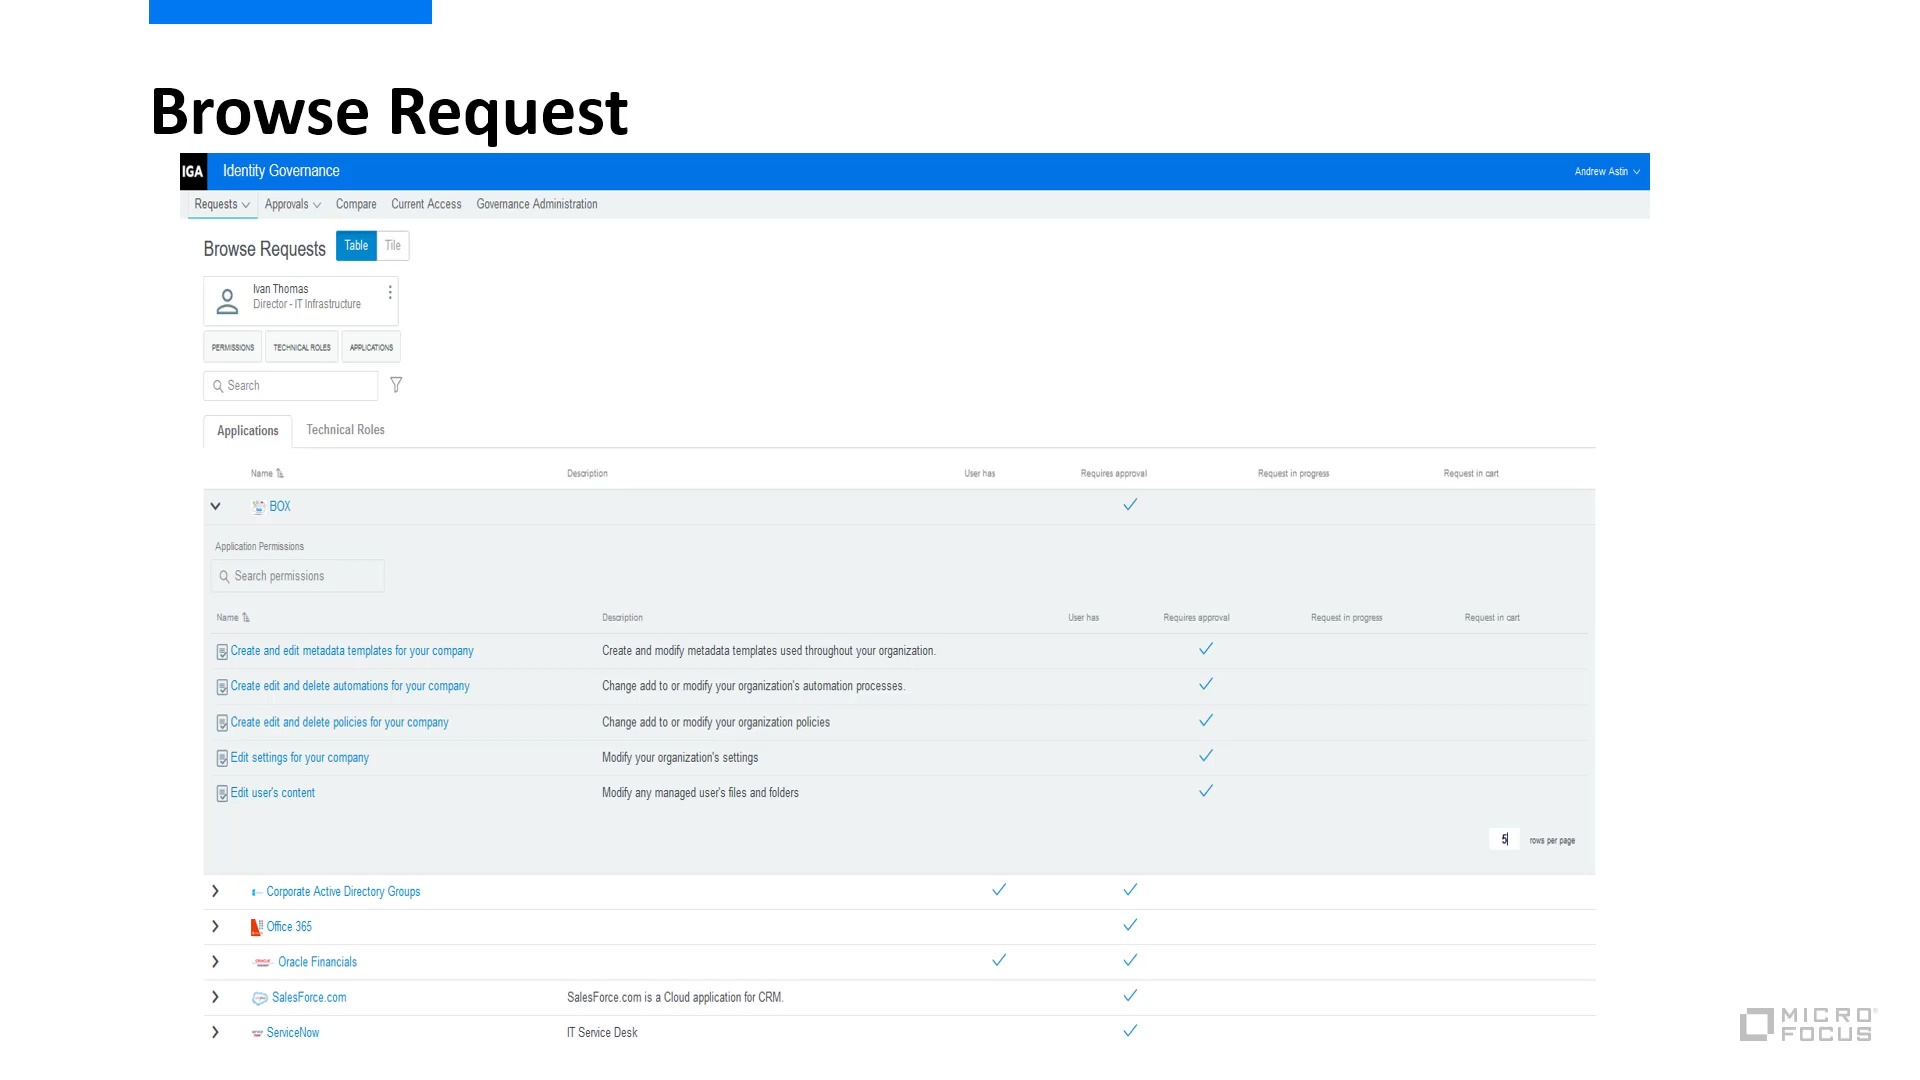 Browse Request
IGA Identity Governance Andrew Astin
Requests Approvals Compare Current Access Governance Administration
Browse Requests Table Tile
Ivan Thomas
Director - IT Infrastructure
PERMISSIONS TECHNICAL ROLES APPLICATIONS
Search
Applications Technical Roles
Name Description User has Requires approval Request in progress Request in cart
BOX
Application Permissions
Search permissions
Name Description User has Requires approval Request in progress Request in cart
Create and edit metadata templates for your company Create and modify metadata templates used throughout your organization.
Create edit and delete automations for your company Change add to or modify your organization's automation processes.
Create edit and delete policies for your company Change add to or modify your organization policies
Edit settings for your company Modify your organization's settings
Edit user's content Modify any managed user's files and folders
5 rows per page
Corporate Active Directory Groups
Office 365
Oracle Financials
SalesForce.com SalesForce.com is a Cloud application for CRM.
ServiceNow IT Service Desk
MICRO
FOCUS